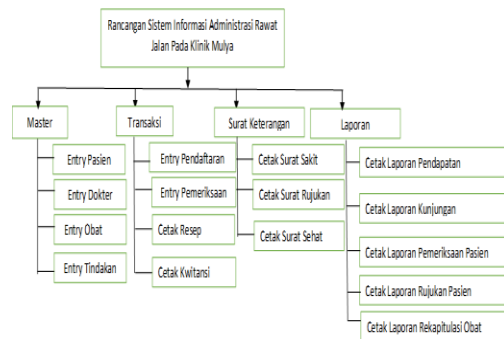 Rancangan Sistem Informasi Administrasi Rawat
Jalan Pada Klinik Mulya
Master
Entry Pasien
Entry Dokter
Entry Obat
Entry Tindakan
Transaksi
Entry Pendaftaran
Entry Pemeriksaan
Cetak Resep
Cetak Kwitansi
Surat Keterangan
Cetak Surat Sakit
Cetak Surat Rujukan
Cetak Surat Sehat
Laporan
Cetak Laporan Pendapatan
Cetak Laporan Kunjungan
Cetak Laporan Pemeriksaan Pasien
Cetak Laporan Rujukan Pasien
Cetak Laporan Rekapitulasi Obat